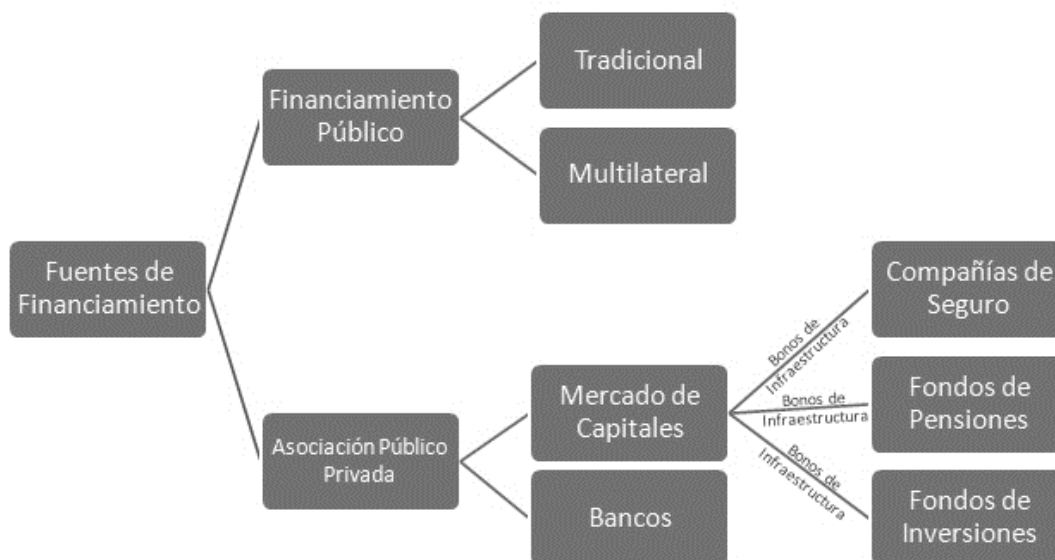 Tradicional
Financiamiento
Público
Multilateral
Fuentes de
Financiamiento
Compañías de
Seguro
Bonos de
Infraestructura
Mercado de
Capitales
Bonos de
Infraestructura
Fondos de
Pensiones
Asociación Público
Privada
Bonos de
Infraestructura
Bancos
Fondos de
Inversiones